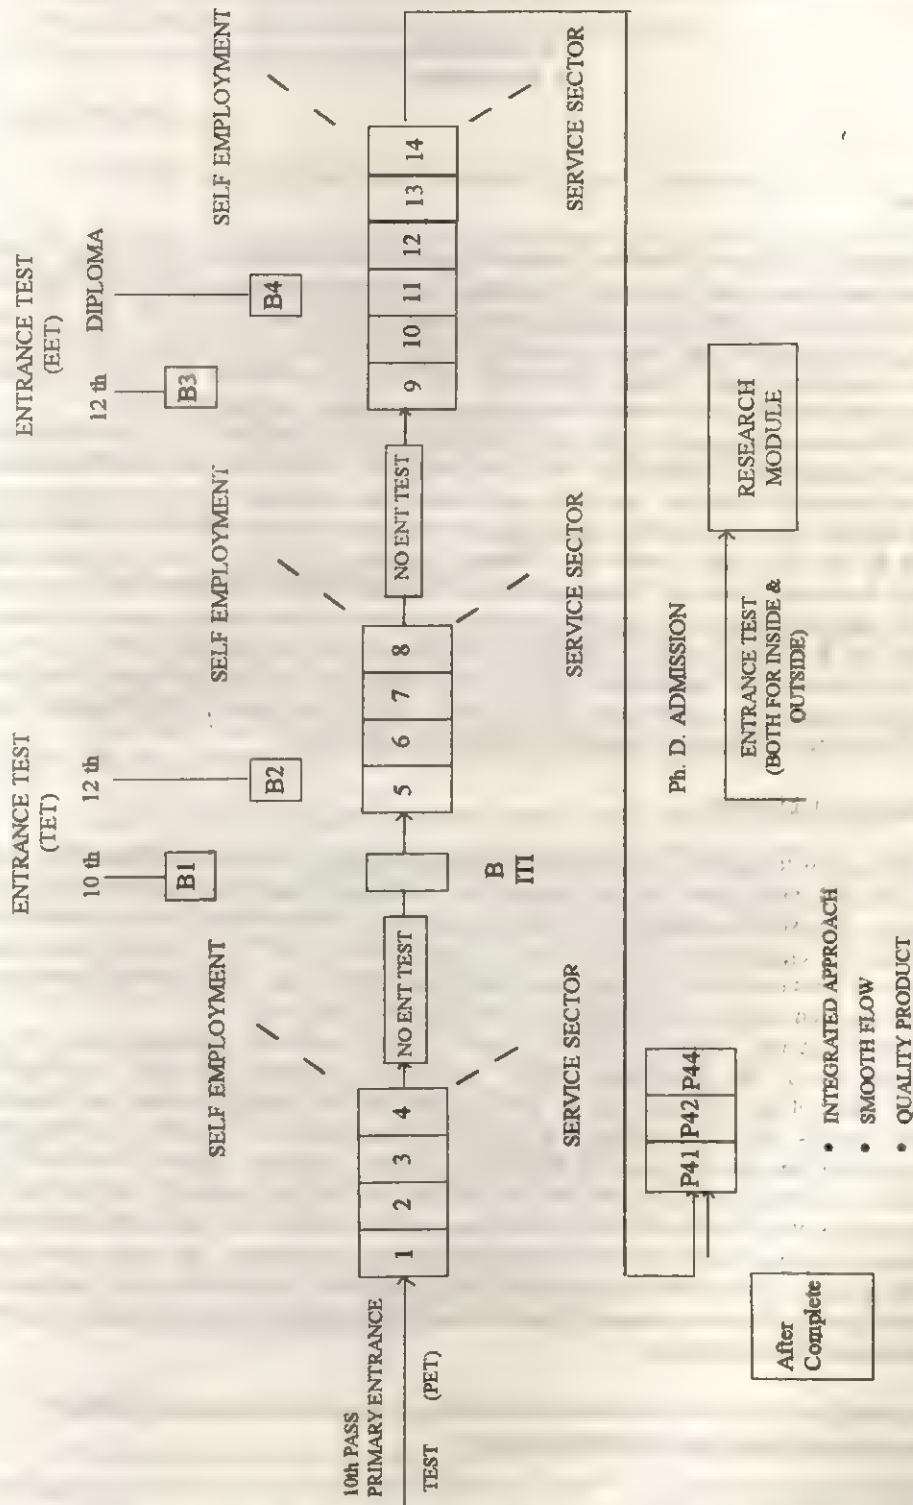 10th PASS
PRIMARY ENTRANCE
TEST (PET)
1 2 3 4
SELF EMPLOYMENT
SERVICE SECTOR
NO ENT TEST
B
ITI
ENTRANCE TEST
(TET)
10 th 12 th
B1
B2
5 6 7 8
SELF EMPLOYMENT
SERVICE SECTOR
NO ENT TEST
ENTRANCE TEST
(EET)
12 th DIPLOMA
B3
B4
9 10 11 12 13 14
SELF EMPLOYMENT
SERVICE SECTOR
P41 P42 P44
Ph. D. ADMISSION
ENTRANCE TEST
(BOTH FOR INSIDE &
OUTSIDE)
RESEARCH
MODULE
After
Complete
• INTEGRATED APPROACH
• SMOOTH FLOW
• QUALITY PRODUCT